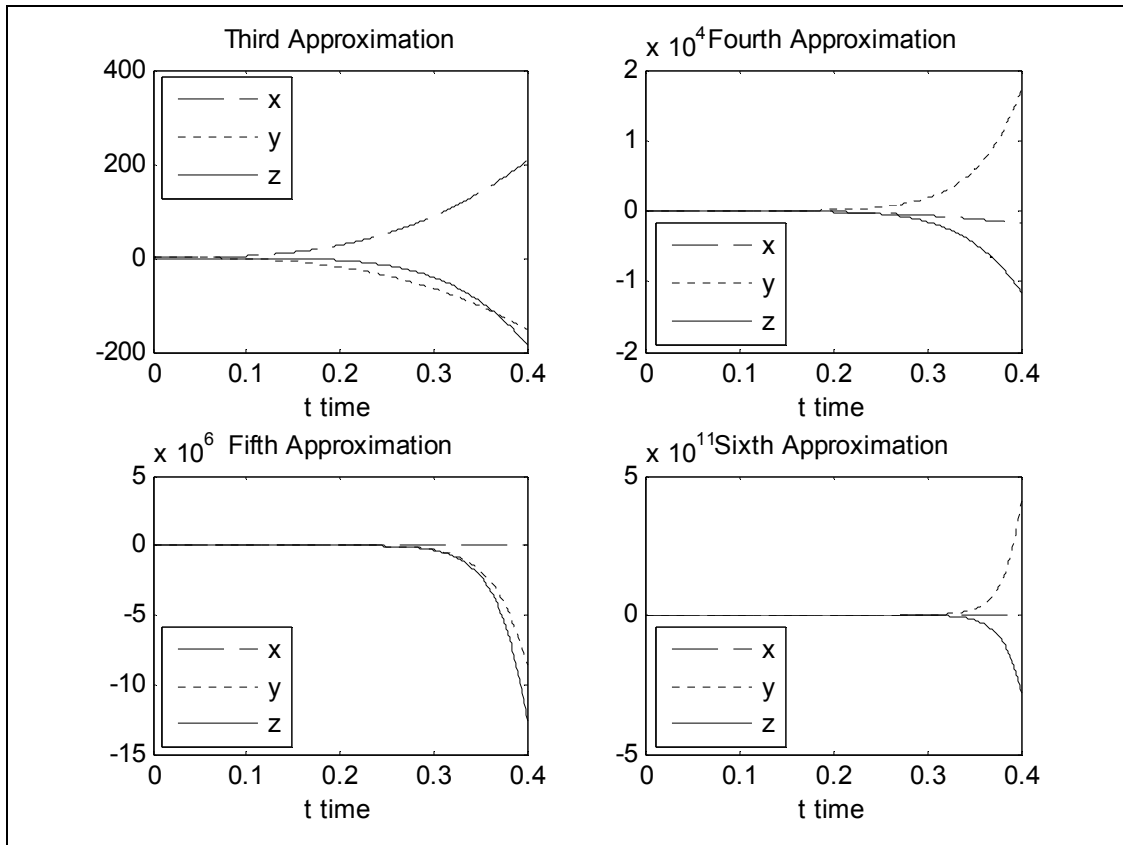 Third Approximation
400
200
0
-200
x
y
z
0 0.1 0.2 0.3 0.4
t time
x 10^4 Fourth Approximation
2
1
0
-1
-2
x
y
z
0 0.1 0.2 0.3 0.4
t time
x 10^6 Fifth Approximation
5
0
-5
-10
-15
x
y
z
0 0.1 0.2 0.3 0.4
t time
x 10^11 Sixth Approximation
5
0
-5
x
y
z
0 0.1 0.2 0.3 0.4
t time